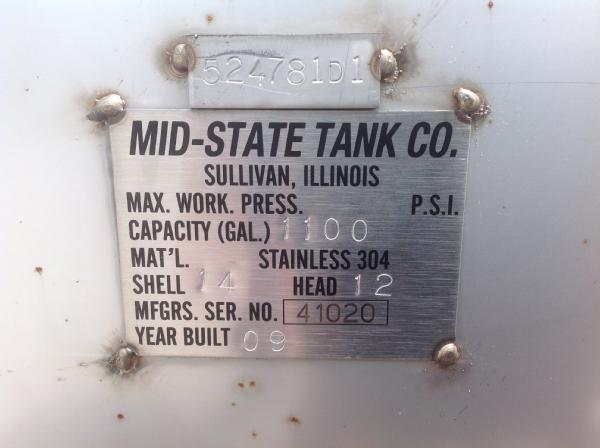 524781D1
MID-STATE TANK CO.
SULLIVAN, ILLINOIS
MAX. WORK. PRESS. P.S.I.
CAPACITY (GAL.) 1100
MAT'L. STAINLESS 304
SHELL 14 HEAD 12
MFGRS. SER. NO. 41020
YEAR BUILT 09